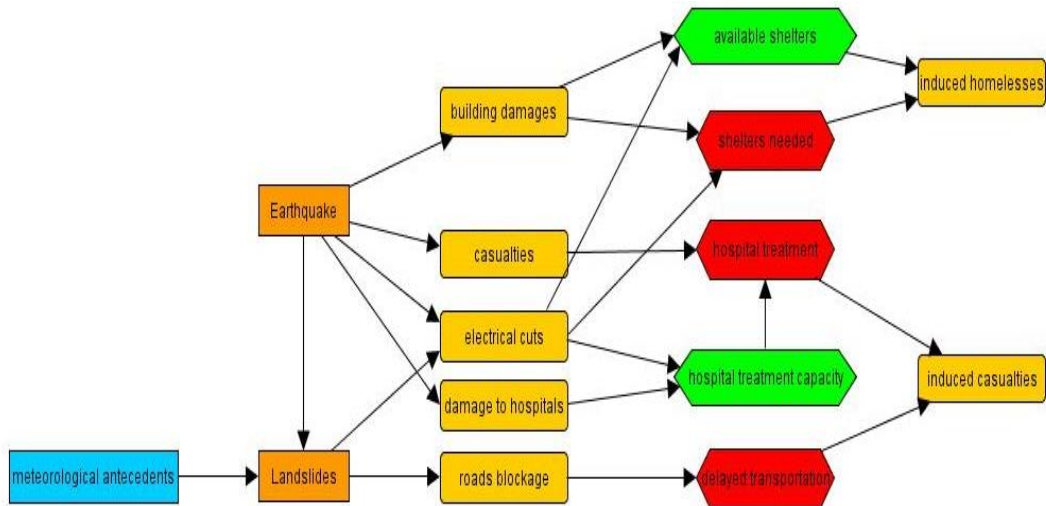 available shelters
induced homelesses
building damages
shelters needed
Earthquake
casualties
hospital treatment
electrical cuts
hospital treatment capacity
induced casualties
damage to hospitals
meteorological antecedents
Landslides
roads blockage
delayed transportation